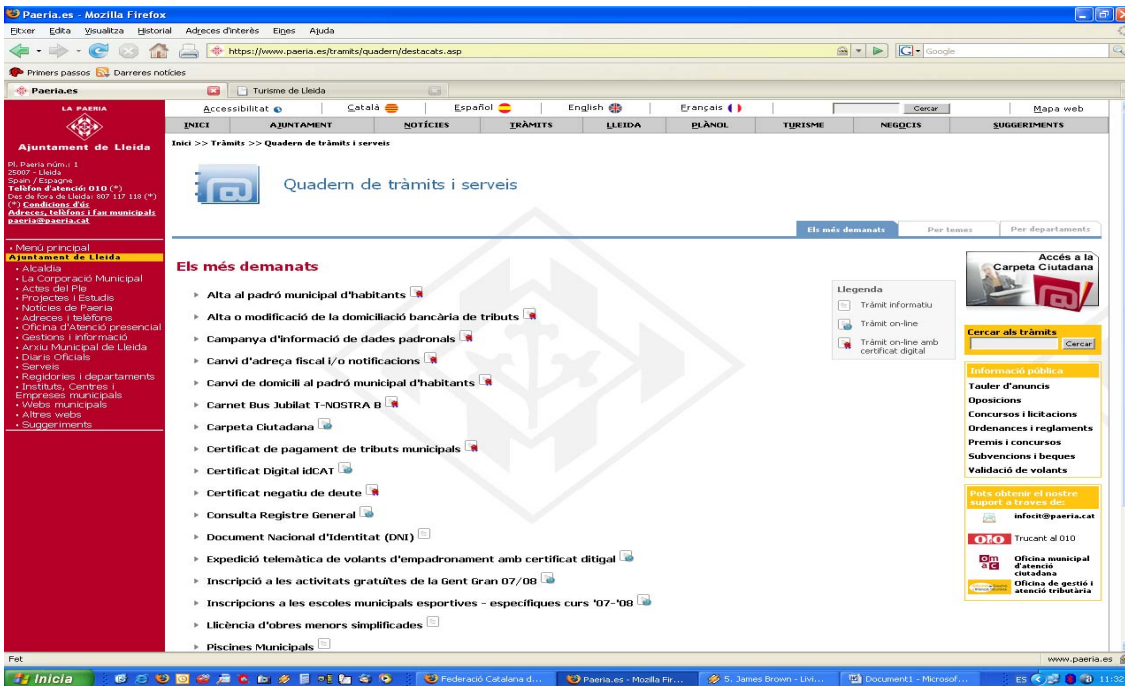 Paeria.es - Mozilla Firefox
Fitxer Edita Visualitza Historial Adreces d'interès Eines Ajuda
https://www.paeria.es/tramits/quadern/destacats.asp
Google
Primers passos Darreres notícies
Paeria.es
Turisme de Lleida
LA PAERIA
Ajuntament de Lleida
Pl. Paeria núm.: 1
25007 - Lleida
Spain / Espagne
Telèfon d'atenció: 010 (*)
Des de fora de Lleida: 807 117 118 (*)
(*) Condicions d'ús
Adreces, telèfons i fax municipals
paeria@paeria.cat
• Menú principal
Ajuntament de Lleida
• Alcaldia
• La Corporació Municipal
• Actes del Ple
• Projectes i Estudis
• Notícies de Paeria
• Adreces i telèfons
• Oficina d'Atenció presencial
• Gestions i informació
• Arxiu Municipal de Lleida
• Diaris Oficials
• Serveis
• Regidories i departaments
• Instituts, Centres i
Empreses municipals
• Webs municipals
• Altres webs
• Suggeriments
Accessibilitat Català Español English Français Cercar Mapa web
INICI AJUNTAMENT NOTÍCIES TRÀMITS LLEIDA PLÀNOL TURISME NEGOCIS SUGGERIMENTS
Inici >> Tràmits >> Quadern de tràmits i serveis
Quadern de tràmits i serveis
Els més demanats Per temes Per departaments
Els més demanats
Alta al padró municipal d'habitants
Alta o modificació de la domiciliació bancària de tributs
Campanya d'informació de dades padronals
Canvi d'adreça fiscal i/o notificacions
Canvi de domicili al padró municipal d'habitants
Carnet Bus Jubilat T-NOSTRA B
Carpeta Ciutadana
Certificat de pagament de tributs municipals
Certificat Digital idCAT
Certificat negatiu de deute
Consulta Registre General
Document Nacional d'Identitat (DNI)
Expedició telemàtica de volants d'empadronament amb certificat ditigal
Inscripció a les activitats gratuïtes de la Gent Gran 07/08
Inscripcions a les escoles municipals esportives - específiques curs '07-'08
Llicència d'obres menors simplificades
Piscines Municipals
Llegenda
Tràmit informatiu
Tràmit on-line
Tràmit on-line amb
certificat digital
Accés a la
Carpeta Ciutadana
Cercar als tràmits
Cercar
Informació pública
Tauler d'anuncis
Oposicions
Concursos i licitacions
Ordenances i reglaments
Premis i concursos
Subvencions i beques
Validació de volants
Pots obtenir el nostre
suport a traves de:
infocit@paeria.cat
010 Trucant al 010
Oficina municipal
d'atenció
ciutadana
Oficina de gestió i
atenció tributària
Fet
www.paeria.es
Inicia
Federació Catalana d...
Paeria.es - Mozilla Fir...
5. James Brown - Livi...
Document1 - Microsof...
ES
11:32